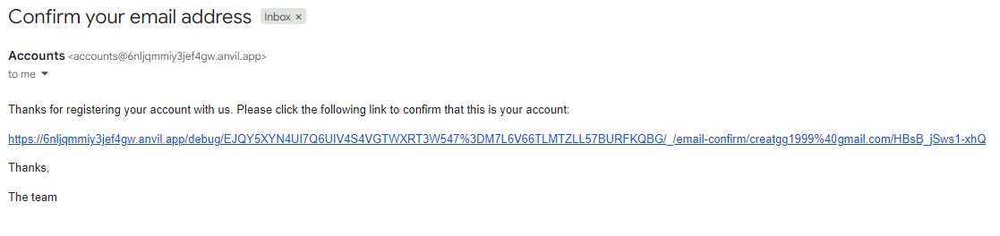 Confirm your email address Inbox ×
Accounts <accounts@6nljqmmiy3jef4gw.anvil.app>
to me
Thanks for registering your account with us. Please click the following link to confirm that this is your account:
https://6nljqmmiy3jef4gw.anvil.app/debug/EJQY5XYN4UI7Q6UIV4S4VGTWXRT3W547%3DM7L6V66TLMTZLL57BURFKQBG/_/email-confirm/creatgg1999%40gmail.com/HBsB_jSws1-xhQ
Thanks,
The team